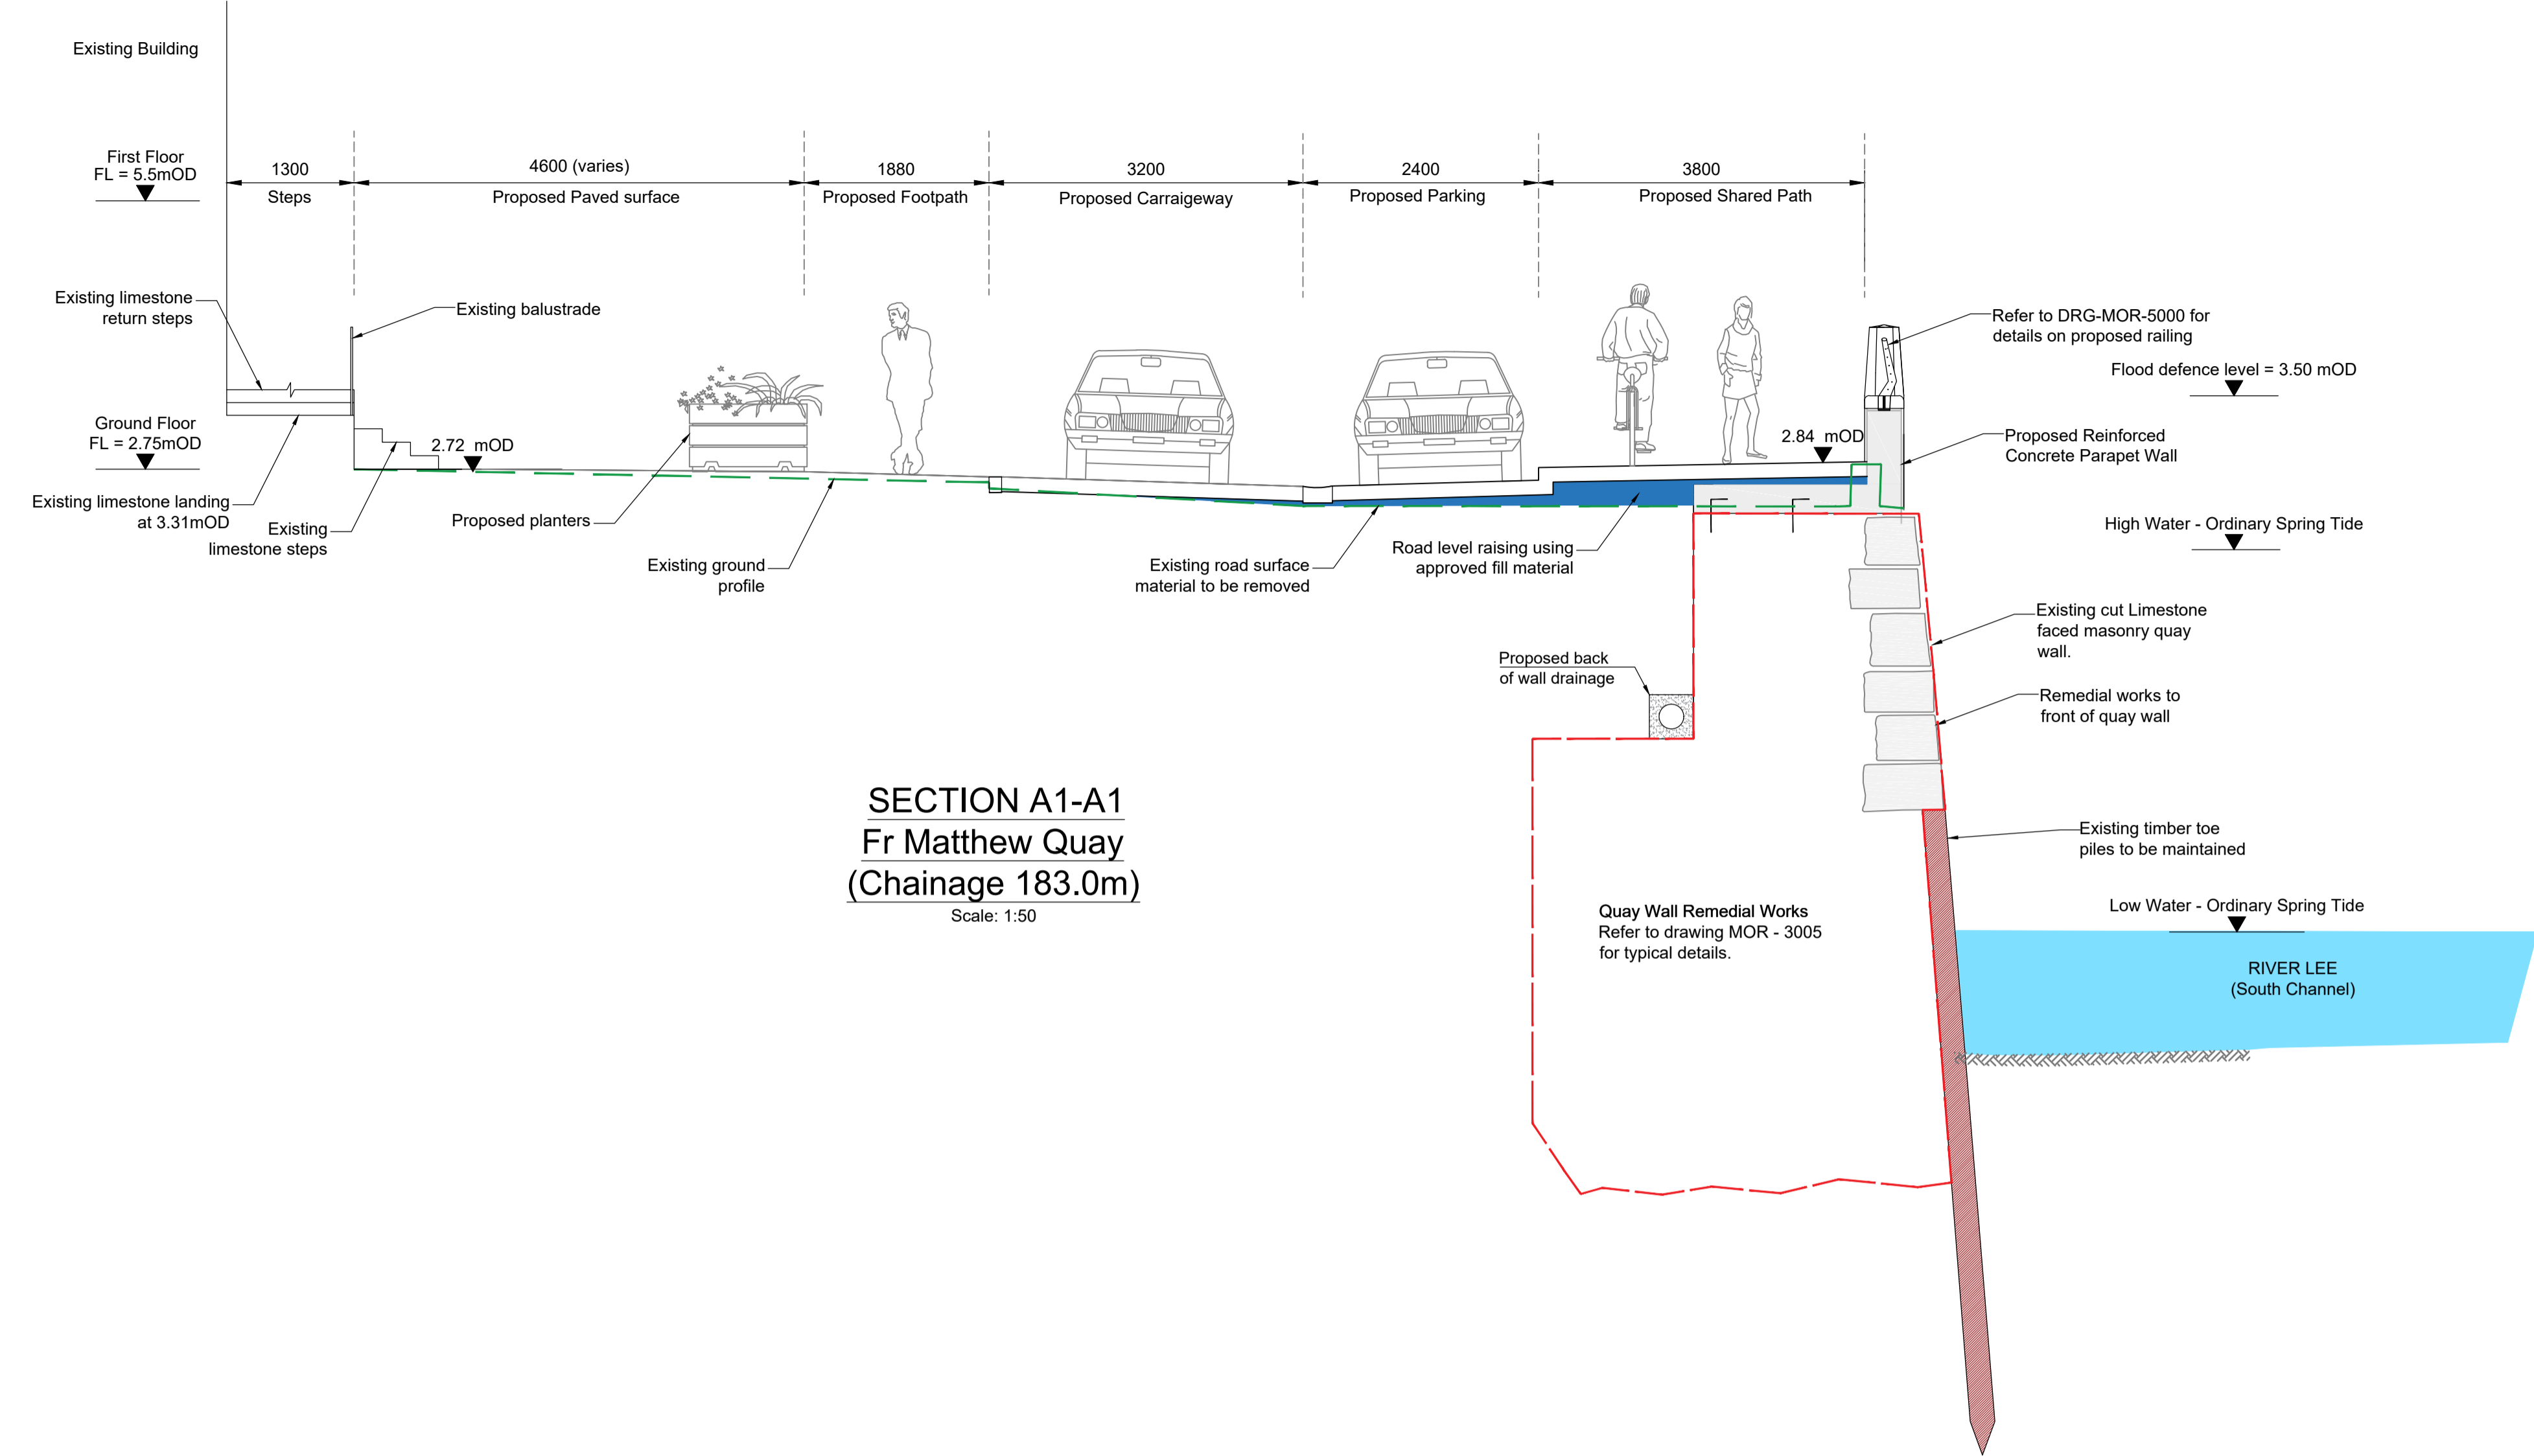 Existing Building
First Floor
FL = 5.5mOD
1300
Steps
4600 (varies)
Proposed Paved surface
1880
Proposed Footpath
3200
Proposed Carraigeway
2400
Proposed Parking
3800
Proposed Shared Path
Existing limestone
return steps
Existing balustrade
Refer to DRG-MOR-5000 for
details on proposed railing
Flood defence level = 3.50 mOD
Ground Floor
FL = 2.75mOD
2.72 mOD
2.84 mOD
Proposed Reinforced
Concrete Parapet Wall
Existing limestone landing
at 3.31mOD
Existing
limestone steps
Proposed planters
Existing ground
profile
Existing road surface
material to be removed
Road level raising using
approved fill material
High Water - Ordinary Spring Tide
Existing cut Limestone
faced masonry quay
wall.
Proposed back
of wall drainage
Remedial works to
front of quay wall
SECTION A1-A1
Fr Matthew Quay
(Chainage 183.0m)
Scale: 1:50
Existing timber toe
piles to be maintained
Quay Wall Remedial Works
Refer to drawing MOR - 3005
for typical details.
Low Water - Ordinary Spring Tide
RIVER LEE
(South Channel)